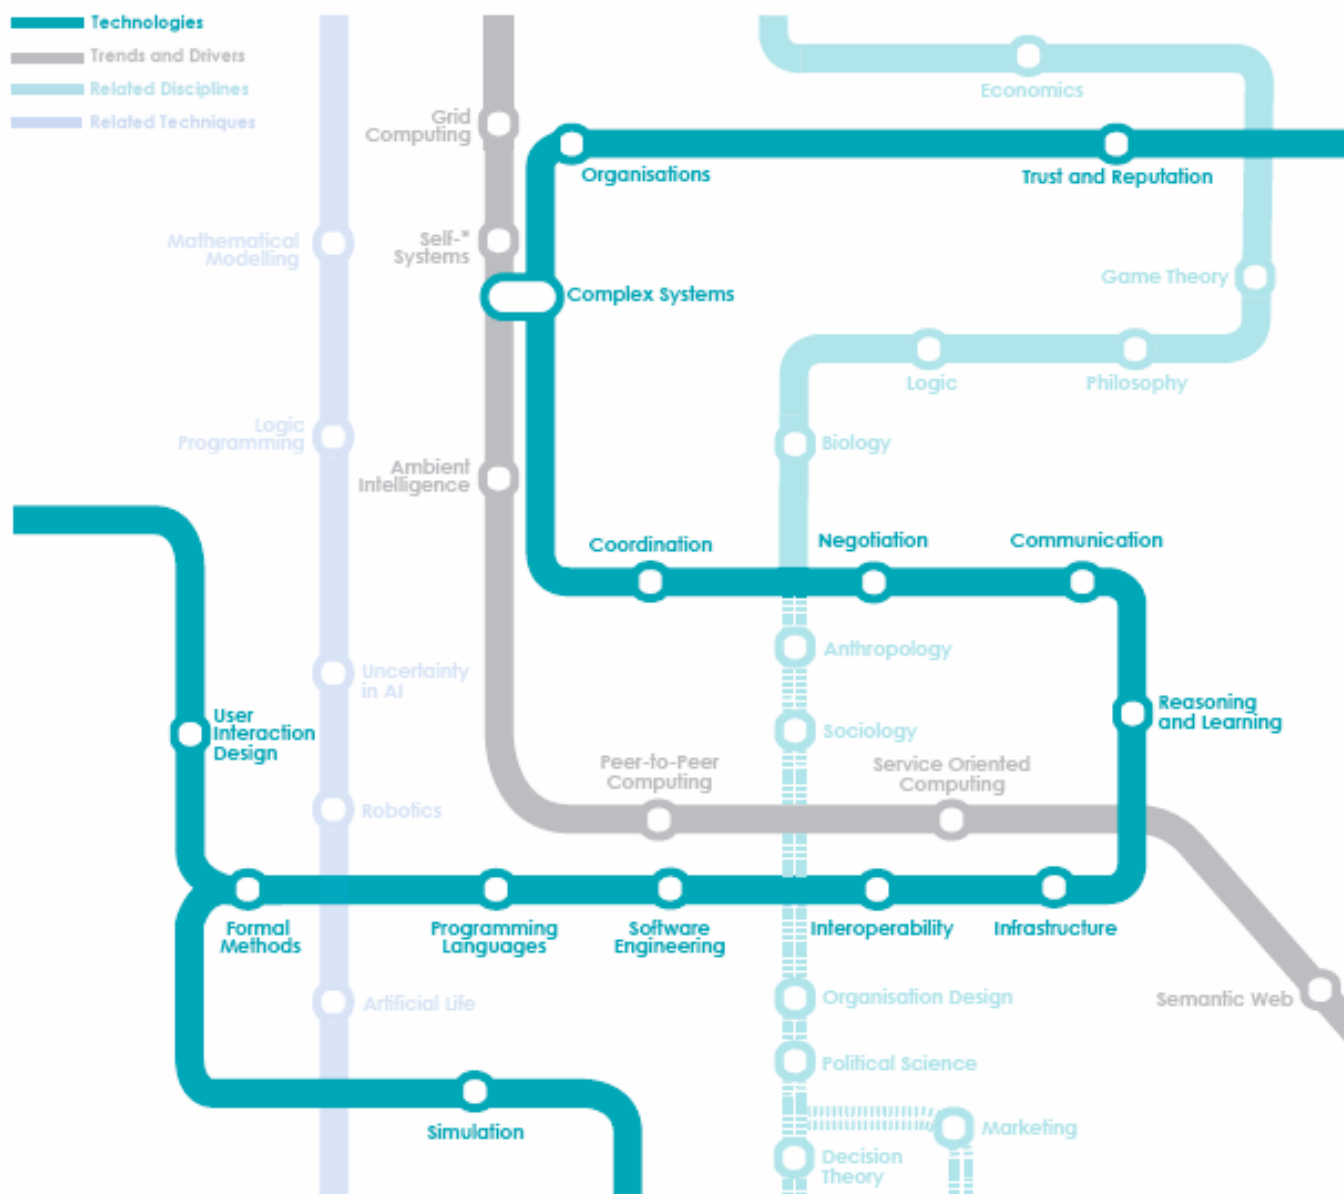 Technologies
Trends and Drivers
Related Disciplines
Related Techniques
Economics
Grid
Computing
Organisations
Trust and Reputation
Mathematical
Modelling
Self-*
Systems
Complex Systems
Game Theory
Logic
Philosophy
Logic
Programming
Biology
Ambient
Intelligence
Coordination
Negotiation
Communication
Anthropology
Uncertainty
in AI
User
Interaction
Design
Sociology
Reasoning
and Learning
Peer-to-Peer
Computing
Service Oriented
Computing
Robotics
Formal
Methods
Programming
Languages
Software
Engineering
Interoperability
Infrastructure
Artificial Life
Organisation Design
Semantic Web
Political Science
Simulation
Marketing
Decision
Theory